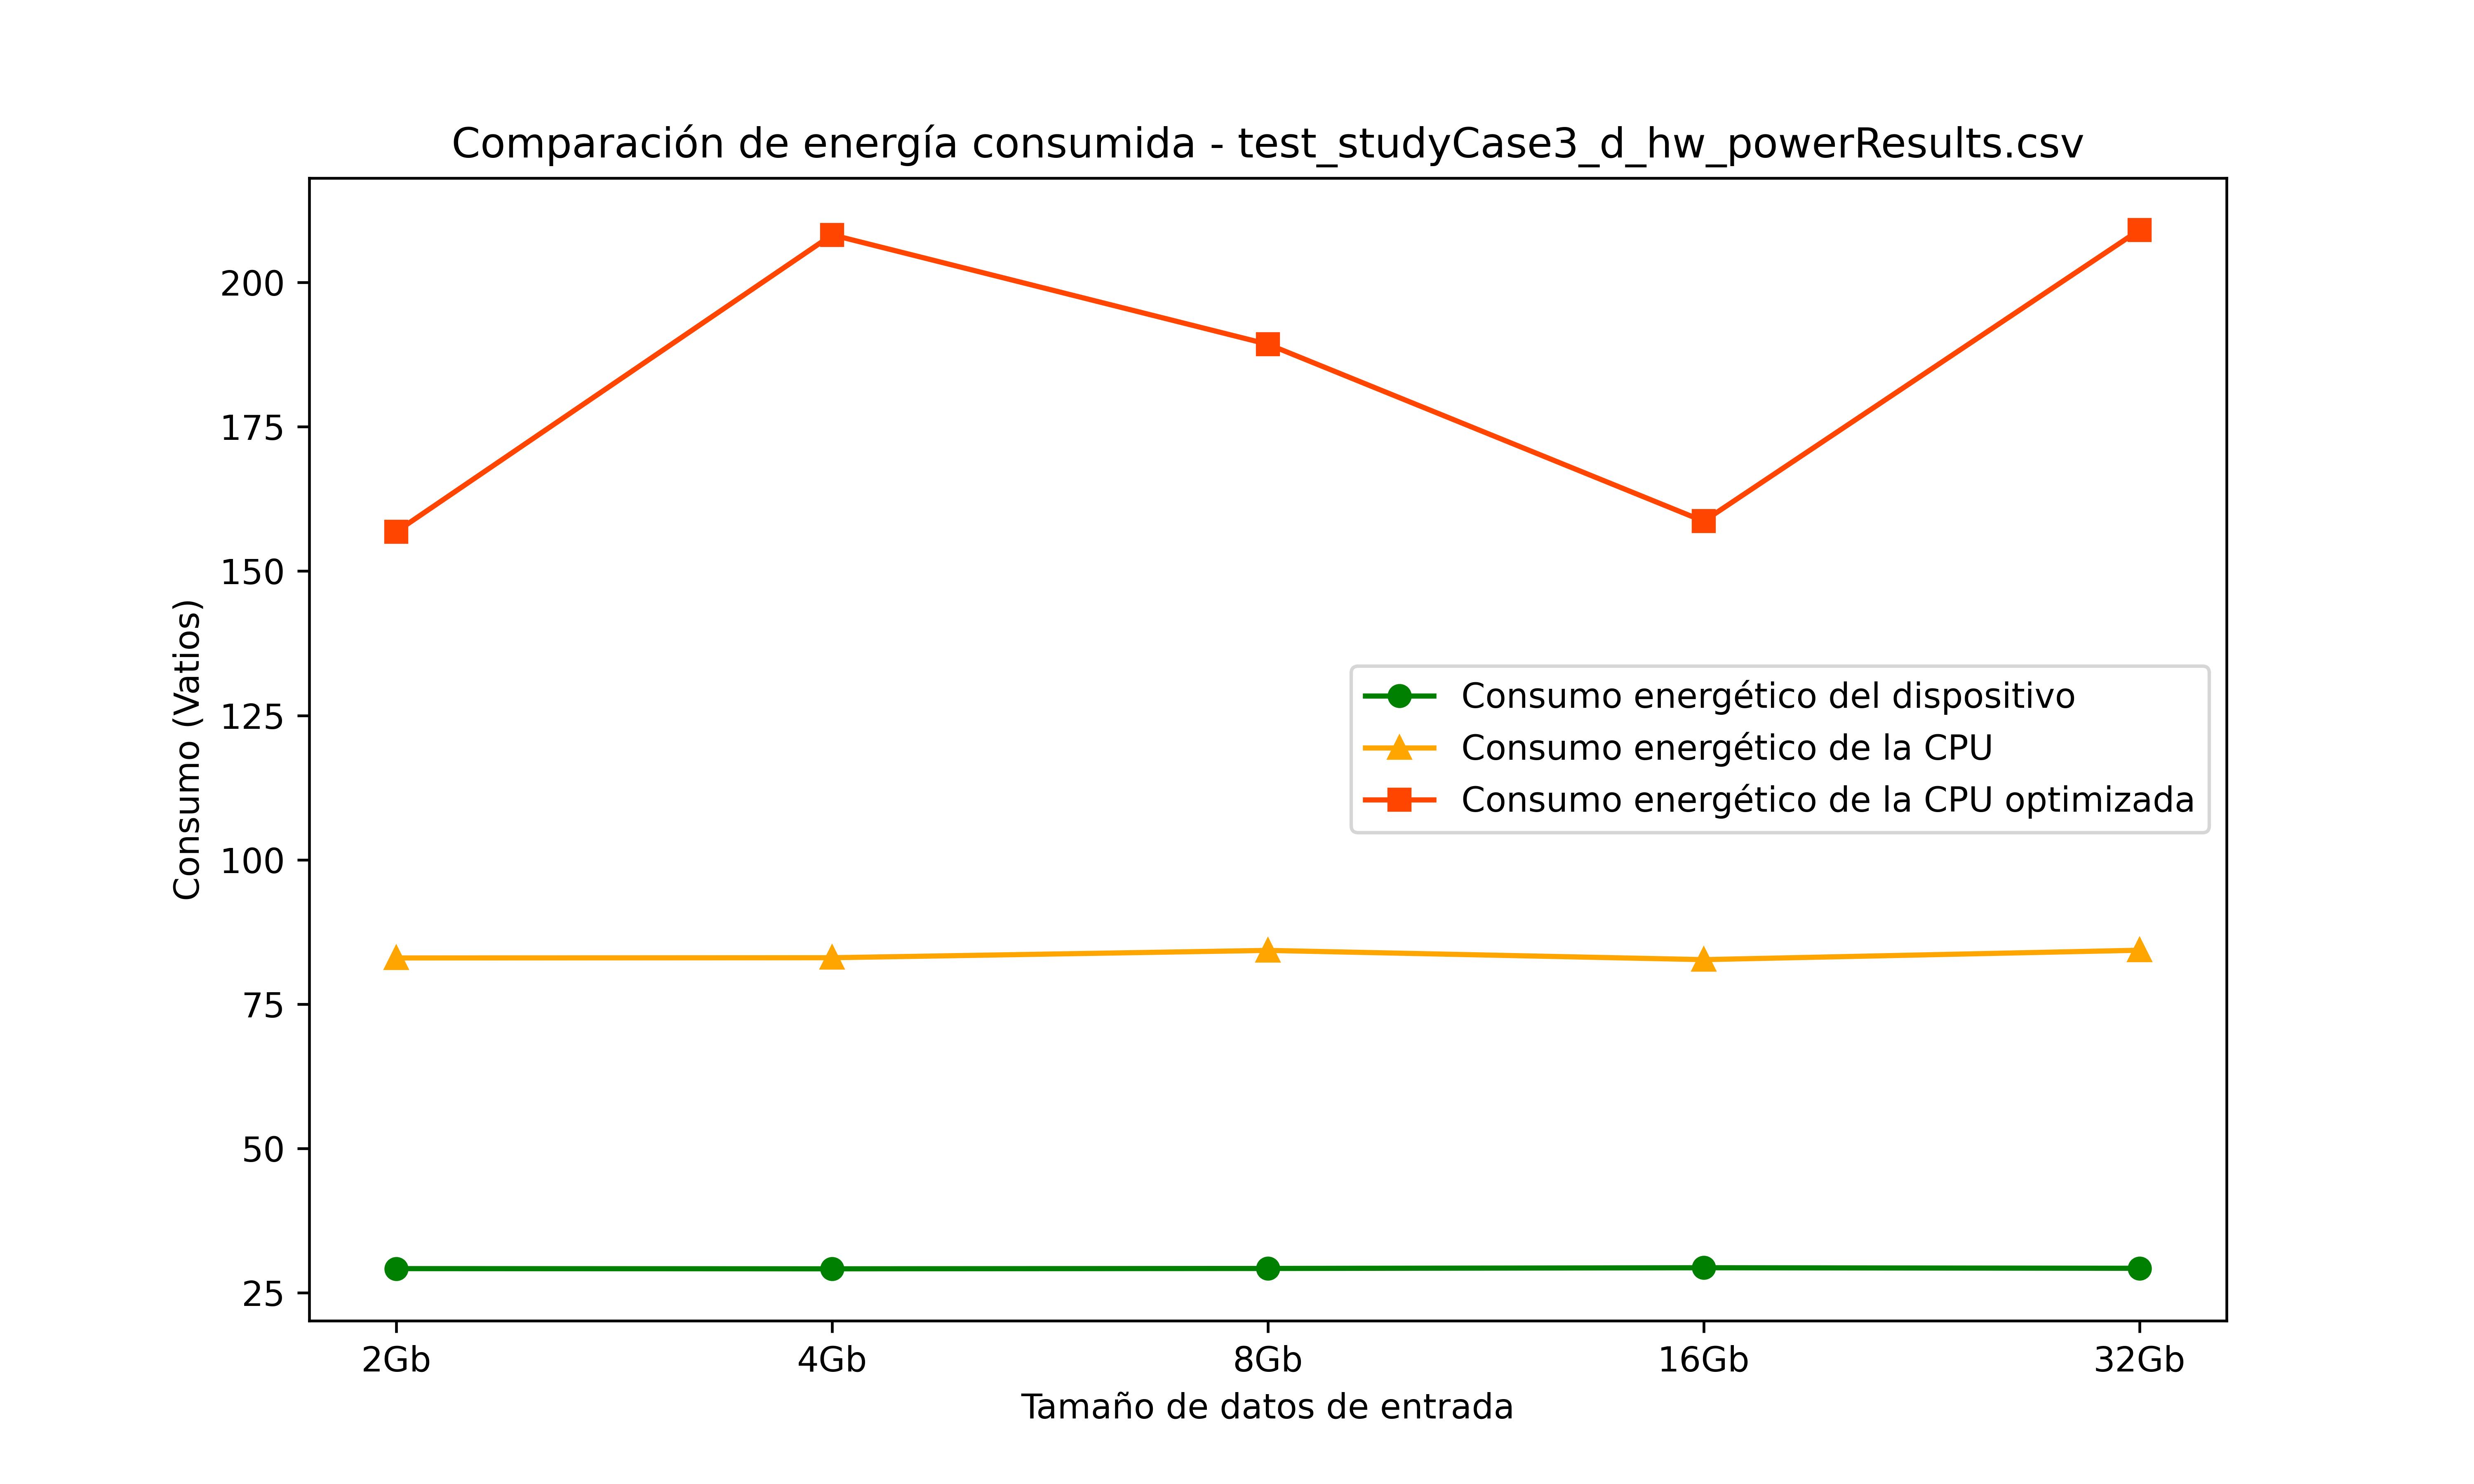 Comparación de energía consumida - test_studyCase3_d_hw_powerResults.csv
200
175
150
125
100
75
50
25
Consumo (Vatios)
Consumo energético del dispositivo
Consumo energético de la CPU
Consumo energético de la CPU optimizada
2Gb 4Gb 8Gb 16Gb 32Gb
Tamaño de datos de entrada